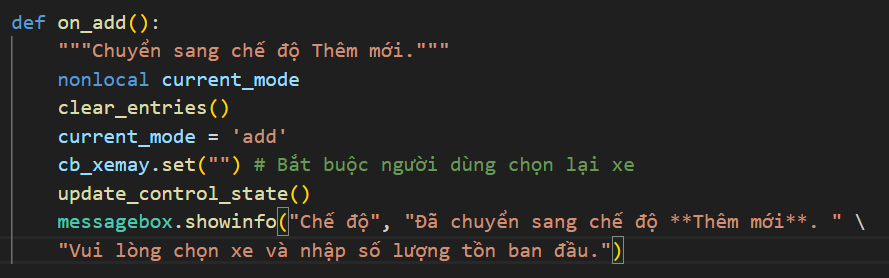 def on_add():
"""Chuyển sang chế độ Thêm mới."""
nonlocal current_mode
clear_entries()
current_mode = 'add'
cb_xemay.set("") # Bắt buộc người dùng chọn lại xe
update_control_state()
messagebox.showinfo("Chế độ", "Đã chuyển sang chế độ **Thêm mới**. " \
"Vui lòng chọn xe và nhập số lượng tồn ban đầu.")